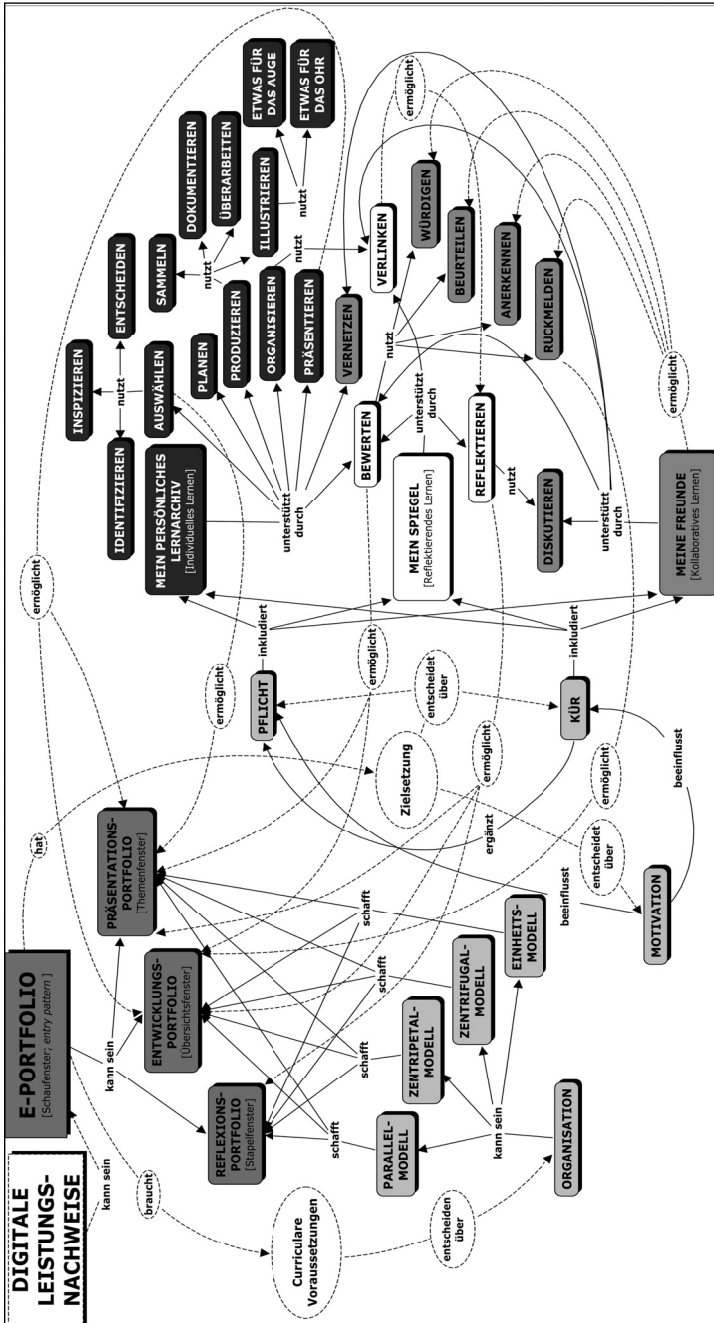 DIGITALE
LEISTUNGS-
NACHWEISE
kann sein
E-PORTFOLIO
[Schaufenster; entry pattern ]
hat
braucht
kann sein
PRÄSENTATIONS-
PORTFOLIO
[Themenfenster]
ENTWICKLUNGS-
PORTFOLIO
[Übersichtsfenster]
REFLEXIONS-
PORTFOLIO
[Stapelfenster]
Curriculare
Voraussetzungen
entscheiden
über
ORGANISATION
kann sein
PARALLEL-
MODELL
ZENTRIPETAL-
MODELL
ZENTRIFUGAL-
MODELL
EINHEITS-
MODELL
schafft
schafft
schafft
schafft
Zielsetzung
entscheidet
über
entscheidet
über
MOTIVATION
beeinflusst
beeinflusst
ergänzt
PFLICHT
KÜR
inkludiert
inkludiert
ermöglicht
ermöglicht
ermöglicht
ermöglicht
ermöglicht
MEIN PERSÖNLICHES
LERNARCHIV
[Individuelles Lernen]
unterstützt
durch
IDENTIFIZIEREN
INSPIZIEREN
ENTSCHEIDEN
nutzt
AUSWÄHLEN
PLANEN
PRODUZIEREN
ORGANISIEREN
PRÄSENTIEREN
VERNETZEN
BEWERTEN
nutzt
SAMMELN
DOKUMENTIEREN
ÜBERARBEITEN
ILLUSTRIEREN
nutzt
ETWAS FÜR
DAS AUGE
ETWAS FÜR
DAS OHR
nutzt
VERLINKEN
ermöglicht
MEIN SPIEGEL
[Reflektierendes Lernen]
unterstützt
durch
REFLEKTIEREN
nutzt
DISKUTIEREN
nutzt
WÜRDIGEN
BEURTEILEN
ANERKENNEN
RÜCKMELDEN
MEINE FREUNDE
[Kollaboratives Lernen]
unterstützt
durch
ermöglicht